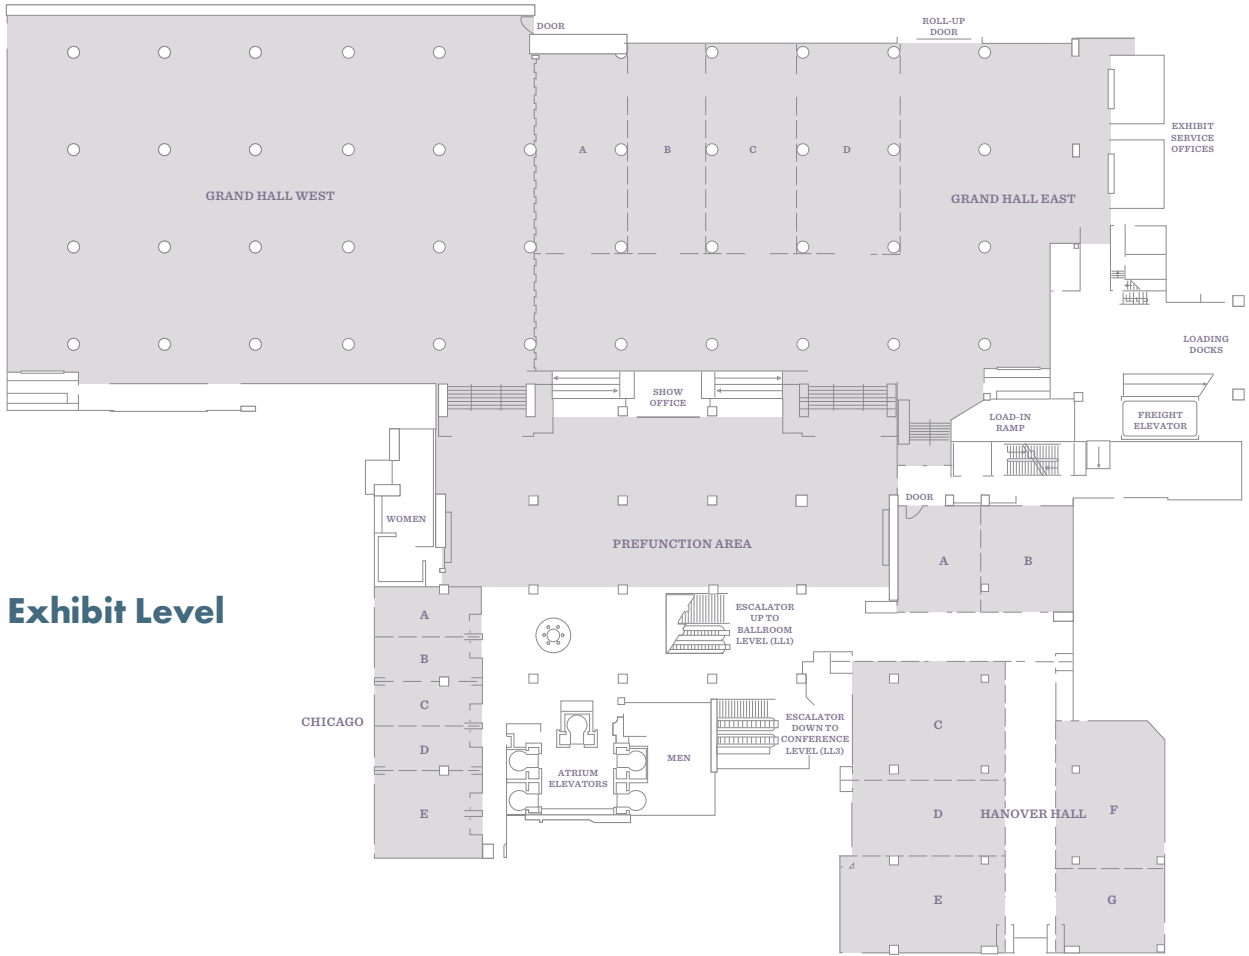 ROLL-UP
DOOR
DOOR
EXHIBIT
SERVICE
OFFICES
A
B
C
D
GRAND HALL WEST
GRAND HALL EAST
LOADING
DOCKS
SHOW
OFFICE
LOAD-IN
RAMP
FREIGHT
ELEVATOR
DOOR
WOMEN
PREFUNCTION AREA
A
B
Exhibit Level
A
B
C
D
E
CHICAGO
ESCALATOR
UP TO
BALLROOM
LEVEL (LL1)
ESCALATOR
DOWN TO
CONFERENCE
LEVEL (LL3)
MEN
ATRIUM
ELEVATORS
C
D
HANOVER HALL
F
E
G